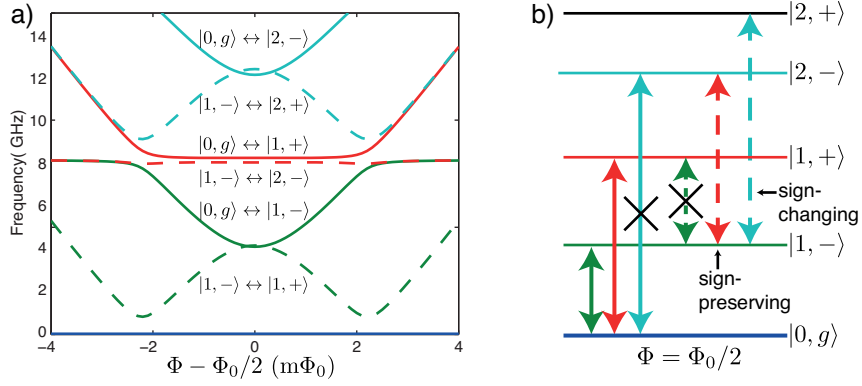 a)
Frequency( GHz)
14
12
10
8
6
4
2
0
−4
−2
0
2
4
Φ − Φ₀/2 (mΦ₀)
|0, g⟩ ↔ |2, −⟩
|1, −⟩ ↔ |2, +⟩
|0, g⟩ ↔ |1, +⟩
|1, −⟩ ↔ |2, −⟩
|0, g⟩ ↔ |1, −⟩
|1, −⟩ ↔ |1, +⟩
b)
|2, +⟩
|2, −⟩
|1, +⟩
sign-
changing
|1, −⟩
sign-
preserving
|0, g⟩
Φ = Φ₀/2